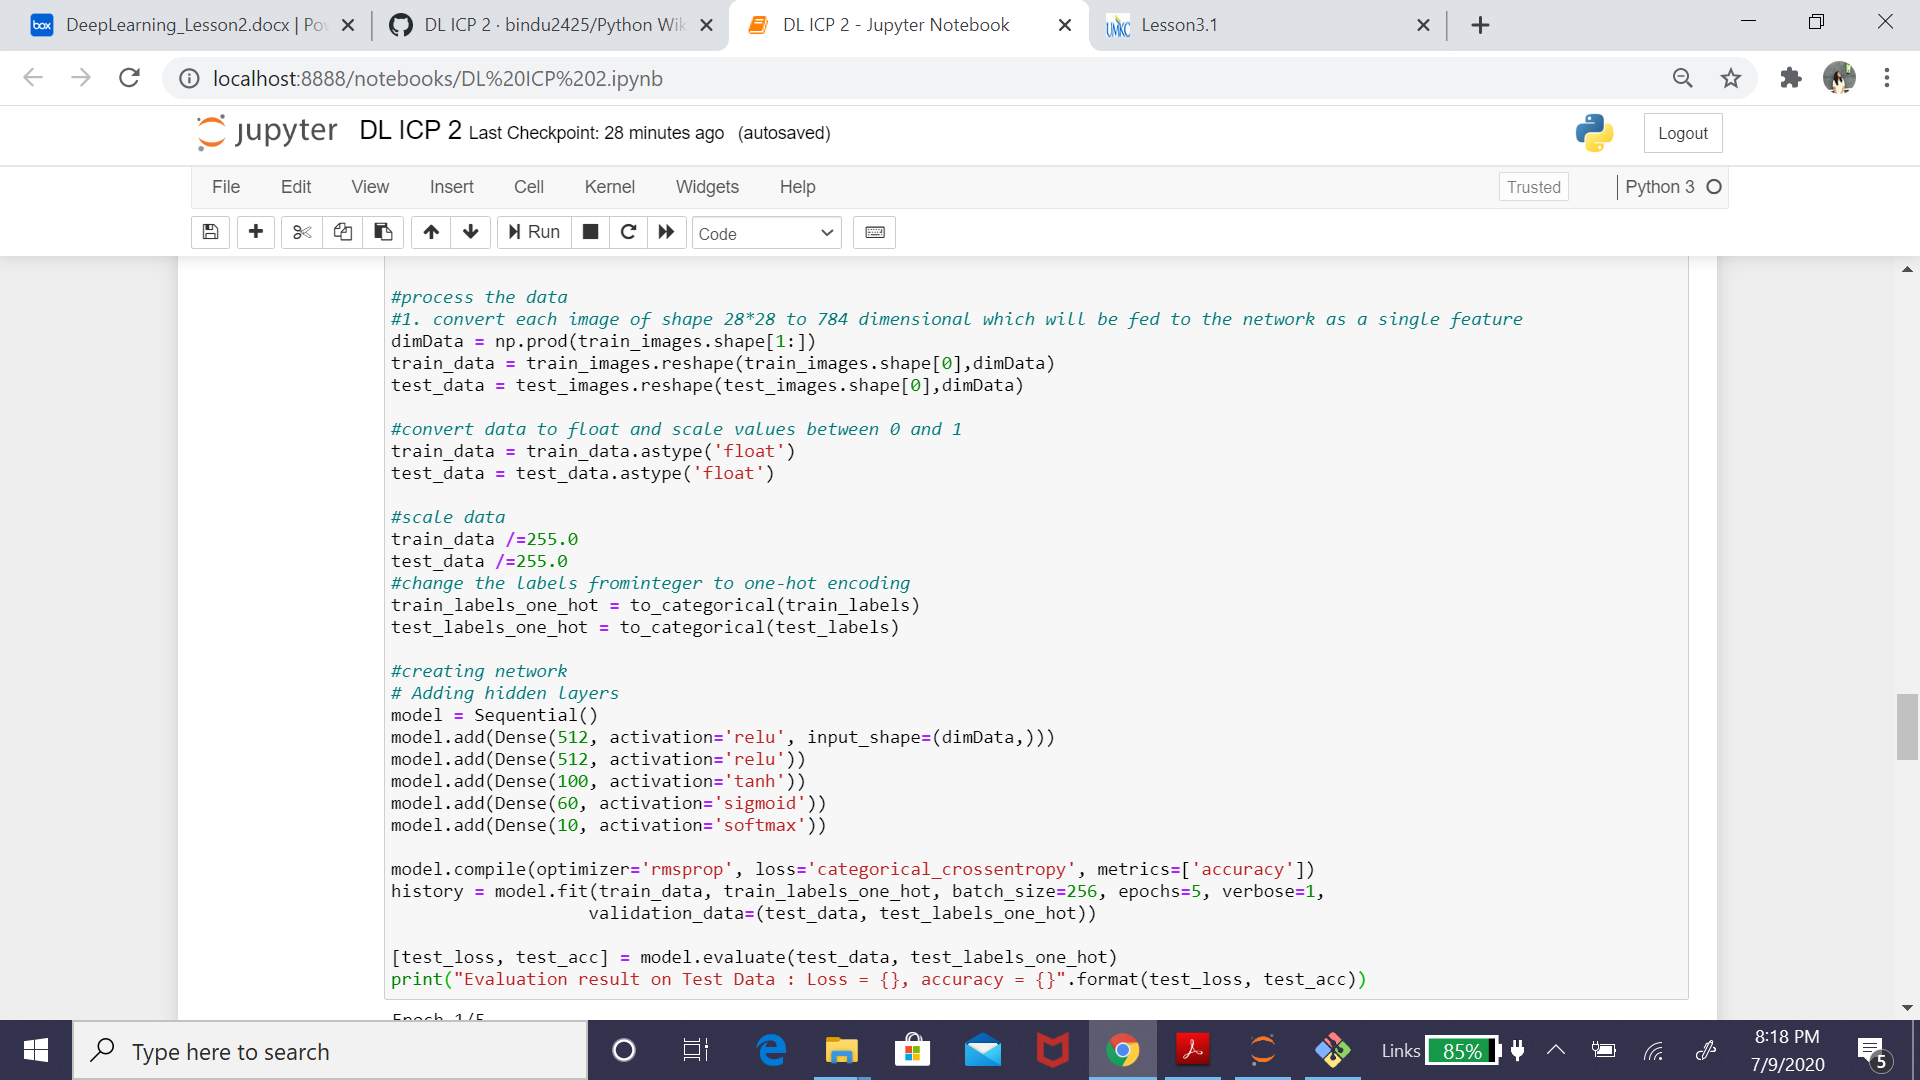 DeepLearning_Lesson2.docx | Po
DL ICP 2 · bindu2425/Python Wik
DL ICP 2 - Jupyter Notebook
Lesson3.1
localhost:8888/notebooks/DL%20ICP%202.ipynb
jupyter DL ICP 2 Last Checkpoint: 28 minutes ago (autosaved)
Logout
File Edit View Insert Cell Kernel Widgets Help
Trusted
Python 3
Run
Code
#process the data
#1. convert each image of shape 28*28 to 784 dimensional which will be fed to the network as a single feature
dimData = np.prod(train_images.shape[1:])
train_data = train_images.reshape(train_images.shape[0],dimData)
test_data = test_images.reshape(test_images.shape[0],dimData)
#convert data to float and scale values between 0 and 1
train_data = train_data.astype('float')
test_data = test_data.astype('float')
#scale data
train_data /=255.0
test_data /=255.0
#change the labels frominteger to one-hot encoding
train_labels_one_hot = to_categorical(train_labels)
test_labels_one_hot = to_categorical(test_labels)
#creating network
# Adding hidden layers
model = Sequential()
model.add(Dense(512, activation='relu', input_shape=(dimData,)))
model.add(Dense(512, activation='relu'))
model.add(Dense(100, activation='tanh'))
model.add(Dense(60, activation='sigmoid'))
model.add(Dense(10, activation='softmax'))
model.compile(optimizer='rmsprop', loss='categorical_crossentropy', metrics=['accuracy'])
history = model.fit(train_data, train_labels_one_hot, batch_size=256, epochs=5, verbose=1,
validation_data=(test_data, test_labels_one_hot))
[test_loss, test_acc] = model.evaluate(test_data, test_labels_one_hot)
print("Evaluation result on Test Data : Loss = {}, accuracy = {}".format(test_loss, test_acc))
Epoch 1/5
Type here to search
Links
85%
8:18 PM
7/9/2020
5
box
UMKC